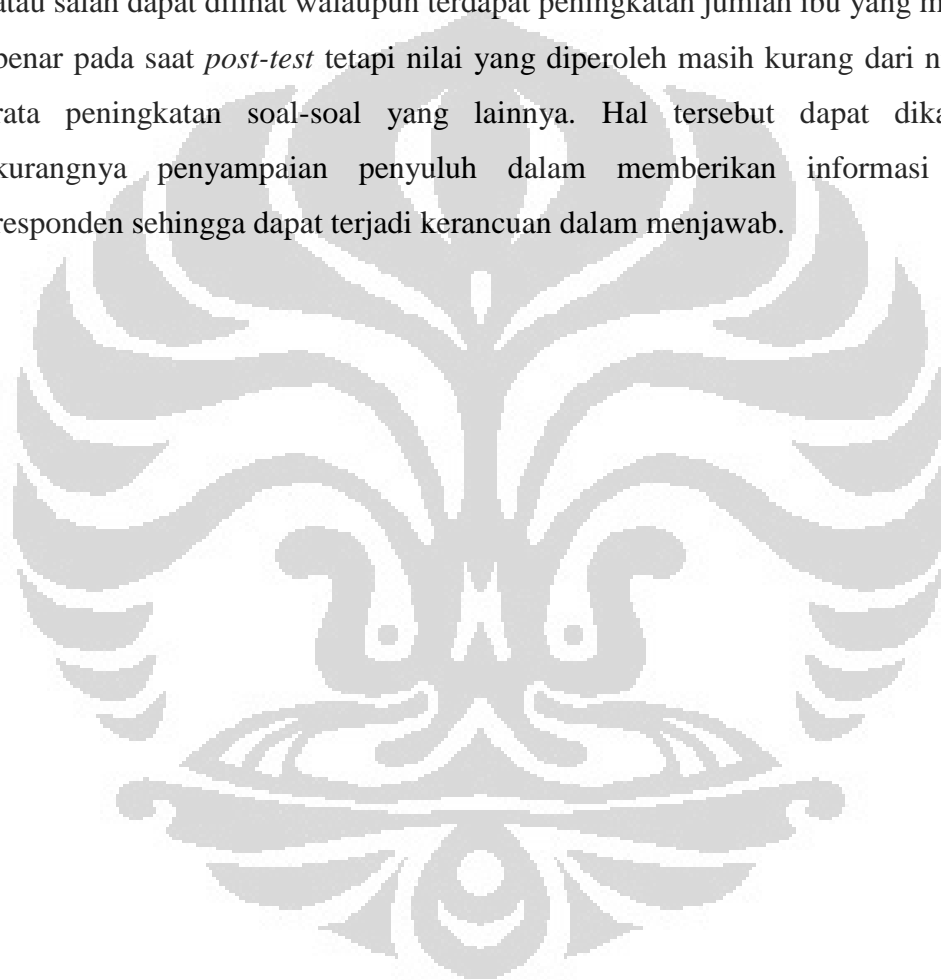 atau salah dapat dilihat walaupun terdapat peningkatan jumlah ibu yang
benar pada saat post-test tetapi nilai yang diperoleh masih kurang dari
rata peningkatan soal-soal yang lainnya. Hal tersebut dapat
kurangnya penyampaian penyuluh dalam memberikan informasi
responden sehingga dapat terjadi kerancuan dalam menjawab.